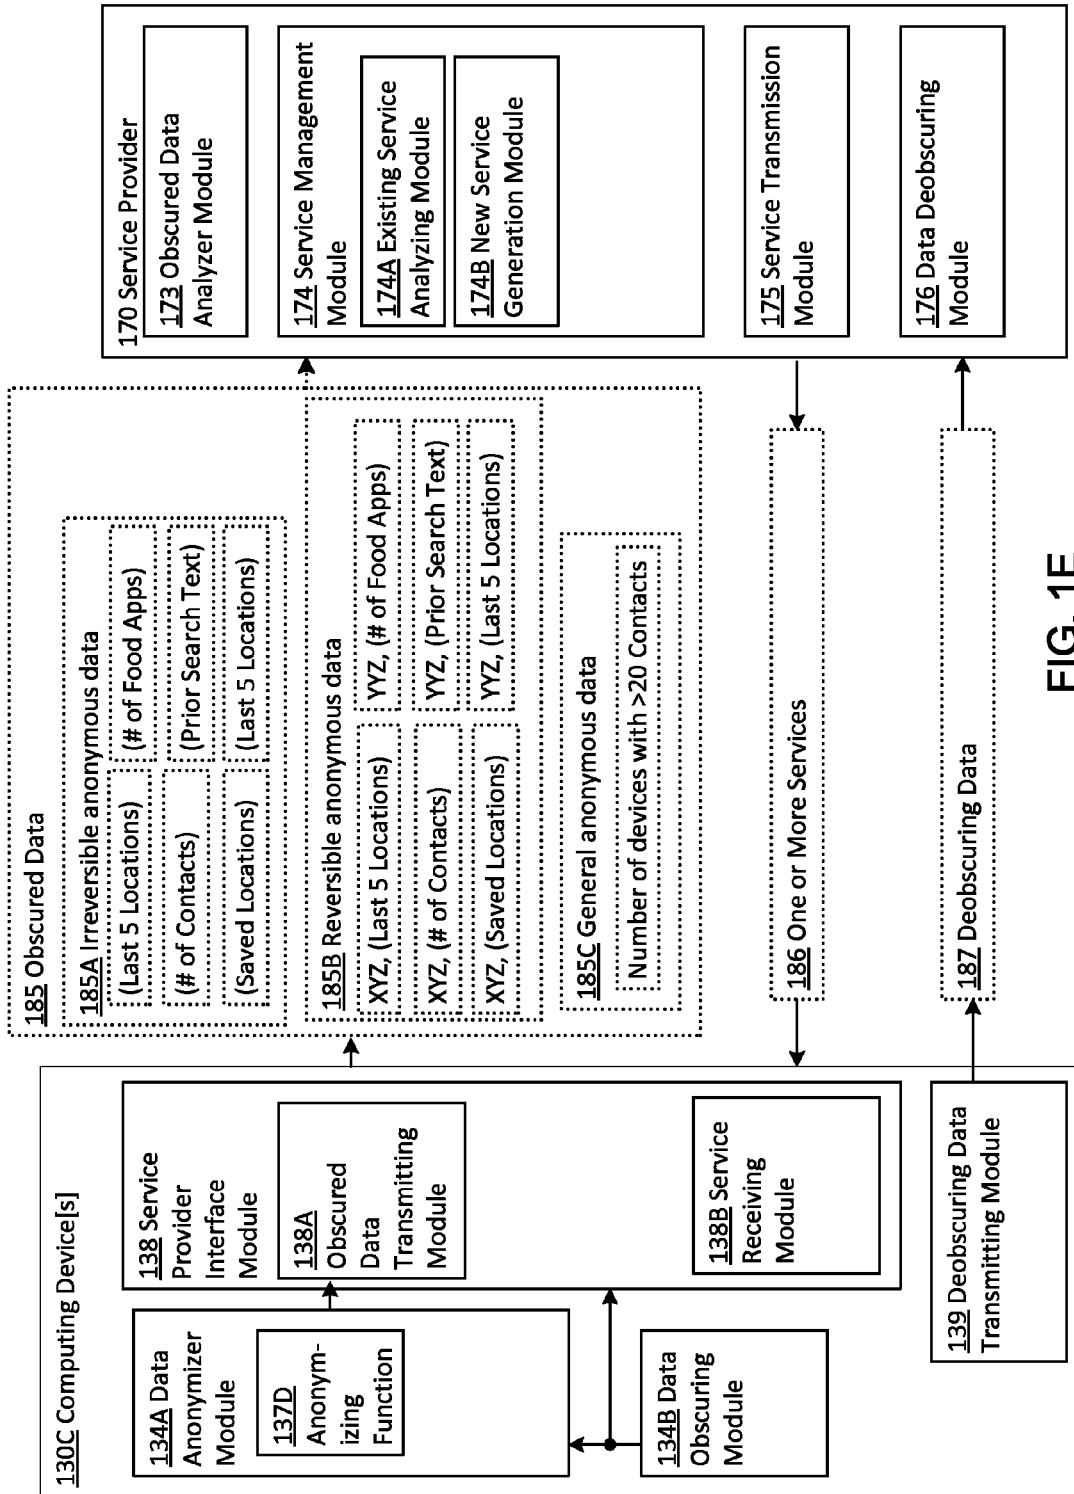 130C Computing Device[s]
134A Data
Anonymizer
Module
137D
Anonym-
izing
Function
134B Data
Obscuring
Module
138 Service
Provider
Interface
Module
138A
Obscured
Data
Transmitting
Module
138B Service
Receiving
Module
139 Deobscuring Data
Transmitting Module
185 Obscured Data
185A Irreversible anonymous data
(Last 5 Locations)
(# of Food Apps)
(# of Contacts)
(Prior Search Text)
(Saved Locations)
(Last 5 Locations)
185B Reversible anonymous data
XYZ, (Last 5 Locations)
YYZ, (# of Food Apps)
XYZ, (# of Contacts)
YYZ, (Prior Search Text)
XYZ, (Saved Locations)
YYZ, (Last 5 Locations)
185C General anonymous data
Number of devices with >20 Contacts
186 One or More Services
187 Deobscuring Data
170 Service Provider
173 Obscured Data
Analyzer Module
174 Service Management
Module
174A Existing Service
Analyzing Module
174B New Service
Generation Module
175 Service Transmission
Module
176 Data Deobscuring
Module